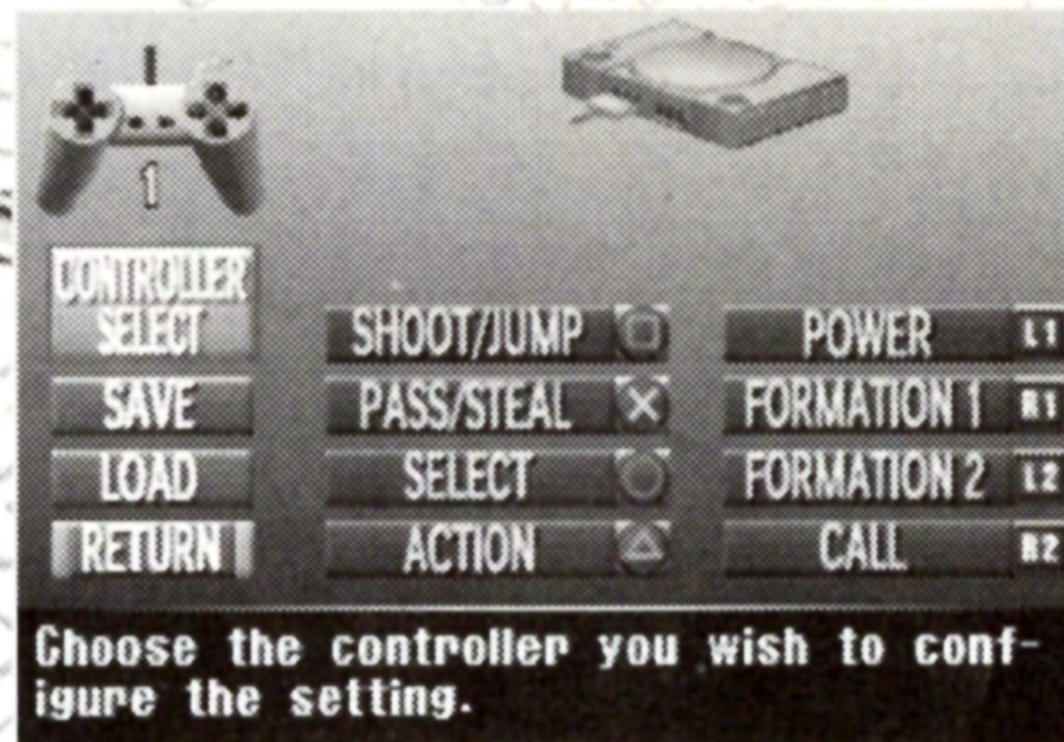 1
CONTROLLER
SELECT
SAVE
LOAD
RETURN
SHOOT/JUMP
PASS/STEAL
SELECT
ACTION
POWER L1
FORMATION 1 R1
FORMATION 2 L2
CALL R2
Choose the controller you wish to conf-
igure the setting.